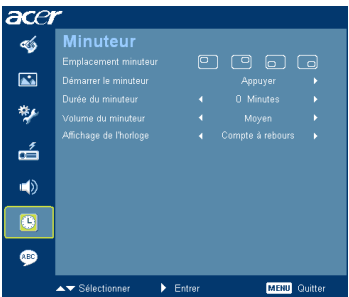 acer
Minuteur
Emplacement minuteur
Démarrer le minuteur Appuyer
Durée du minuteur 0 Minutes
Volume du minuteur Moyen
Affichage de l'horloge Compte à rebours
ABC
Sélectionner Entrer MENU Quitter